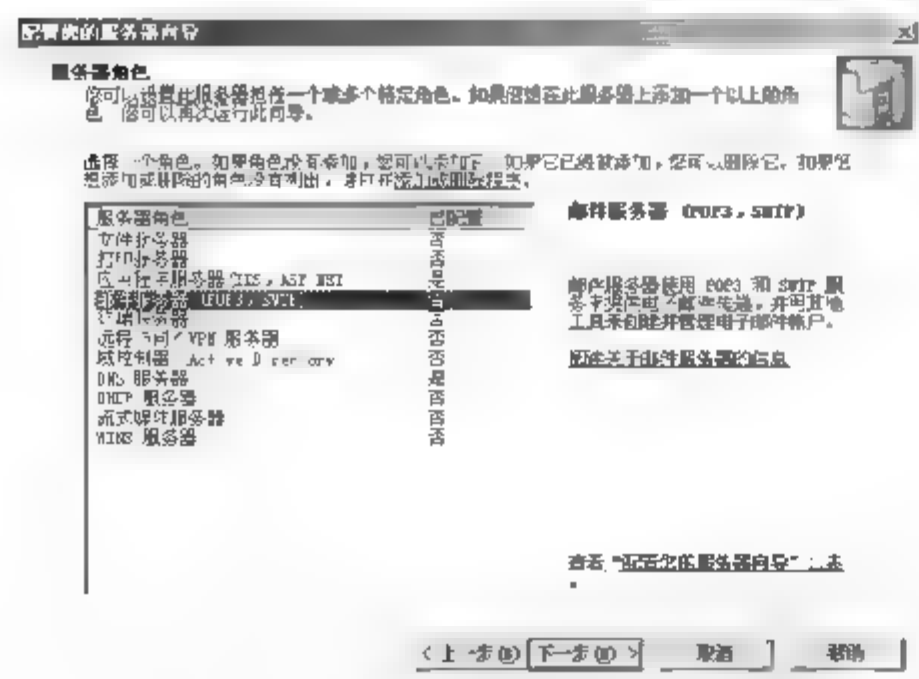 配置您的服务器向导
服务器角色
您可以设置此服务器担任一个或多个特定角色。如果您想在此服务器上添加一个以上的角
色，您可以再次运行此向导。
选择一个角色。如果角色没有添加，您可以添加它。如果它已经被添加，您可以删除它。如果您
想添加或删除的角色没有列出，请打开添加或删除程序。
服务器角色 已配置
文件服务器 否
打印服务器 否
应用程序服务器 (IIS，ASP.NET 是
邮件服务器 (POP3，SMTP) 否
终端服务器 否
远程访问/VPN 服务器 否
域控制器 (Active Directory) 否
DNS 服务器 是
DHCP 服务器 否
流式媒体服务器 否
WINS 服务器 否
邮件服务器 (POP3，SMTP)
邮件服务器使用 POP3 和 SMTP 服
务来提供电子邮件传递，并用其他
工具来创建并管理电子邮件帐户。
阅读关于邮件服务器的信息
查看 "配置您的服务器向导" 日志
。
< 上一步(B) 下一步(N) > 取消 帮助